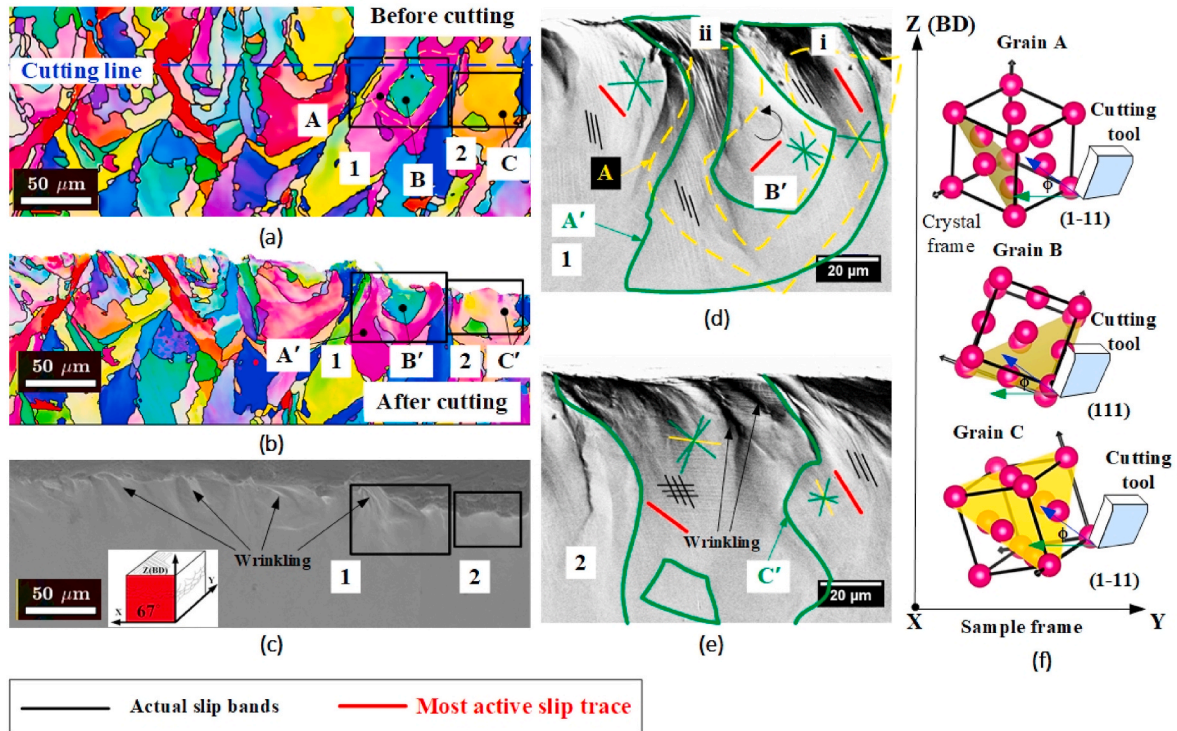 Before cutting
Cutting line
A
1
B
2
C
50 µm
(a)
A′
1
B′
2
C′
50 µm
After cutting
(b)
Wrinkling
1
2
50 µm
Z(BD)
Y
X
67
(c)
ii
i
A
B′
A′
1
20 µm
(d)
Wrinkling
2
C′
20 µm
(e)
Z (BD)
Grain A
Cutting
tool
ϕ
Crystal
frame
(1-11)
Grain B
Cutting
tool
ϕ
(111)
Grain C
Cutting
tool
ϕ
(1-11)
X
Sample frame
Y
(f)
Actual slip bands
Most active slip trace